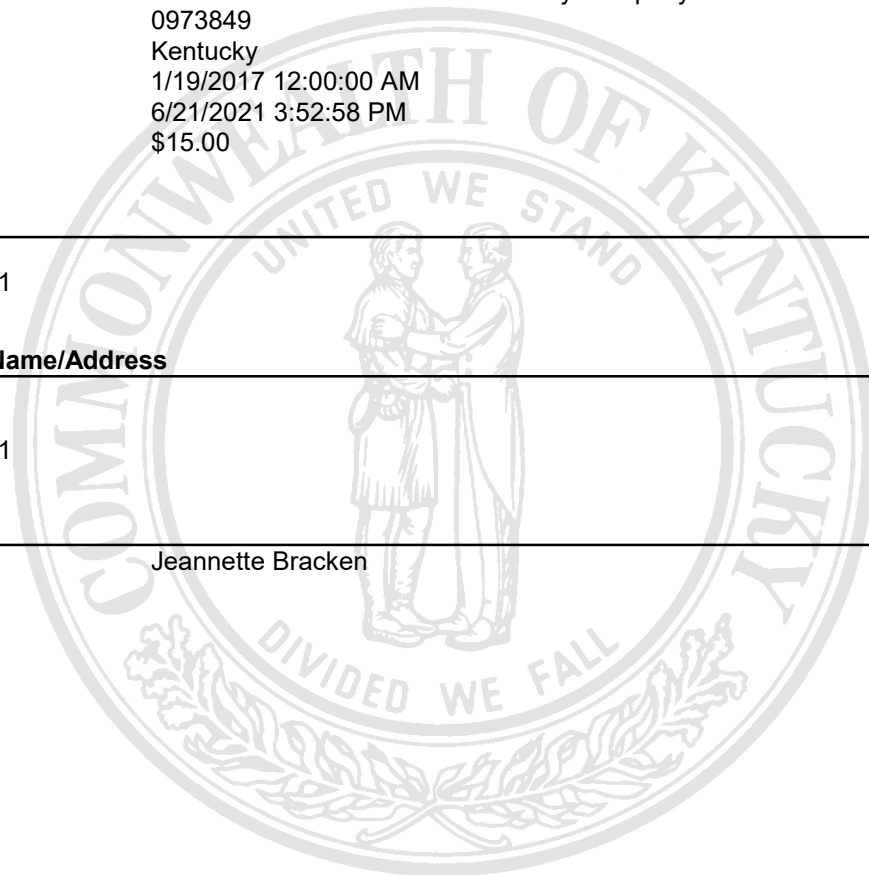 0973849
Kentucky
1/19/2017 12:00:00 AM
6/21/2021 3:52:58 PM
$15.00
COMMONWEALTH OF KENTUCKY
UNITED WE STAND
1
Name/Address
1
Jeannette Bracken
DIVIDED WE FALL